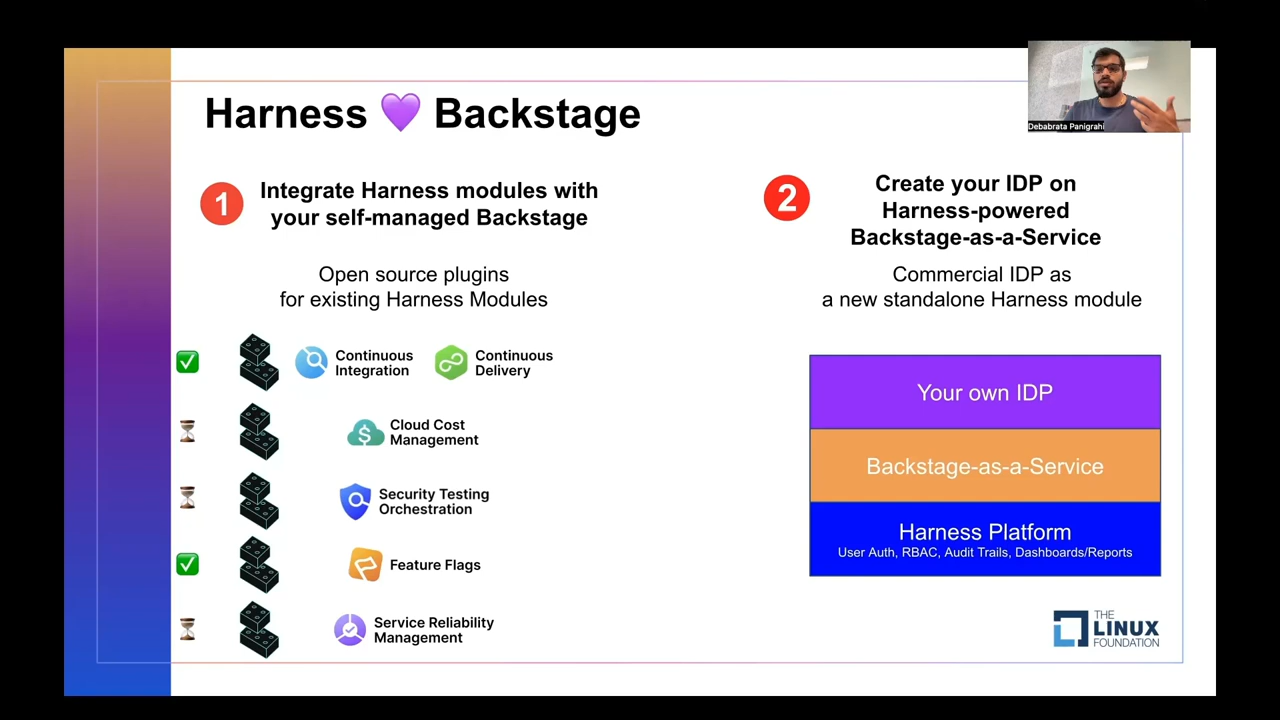 Harness 💜 Backstage
Debabrata Panigrahi
1
Integrate Harness modules with
your self-managed Backstage
Open source plugins
for existing Harness Modules
Continuous
Integration
Continuous
Delivery
Cloud Cost
Management
Security Testing
Orchestration
Feature Flags
Service Reliability
Management
2
Create your IDP on
Harness-powered
Backstage-as-a-Service
Commercial IDP as
a new standalone Harness module
Your own IDP
Backstage-as-a-Service
Harness Platform
User Auth, RBAC, Audit Trails, Dashboards/Reports
THE
LINUX
FOUNDATION